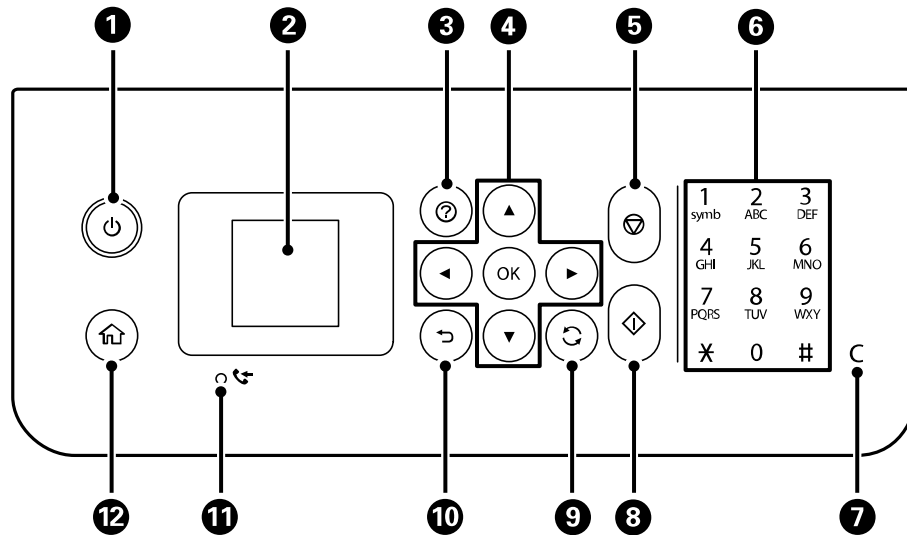 1 2 3 4 5 6
1 2 3
symb ABC DEF
OK
4 5 6
GHI JKL MNO
7 8 9
PQRS TUV WXY
* 0 # C
12 11 10 9 8 7